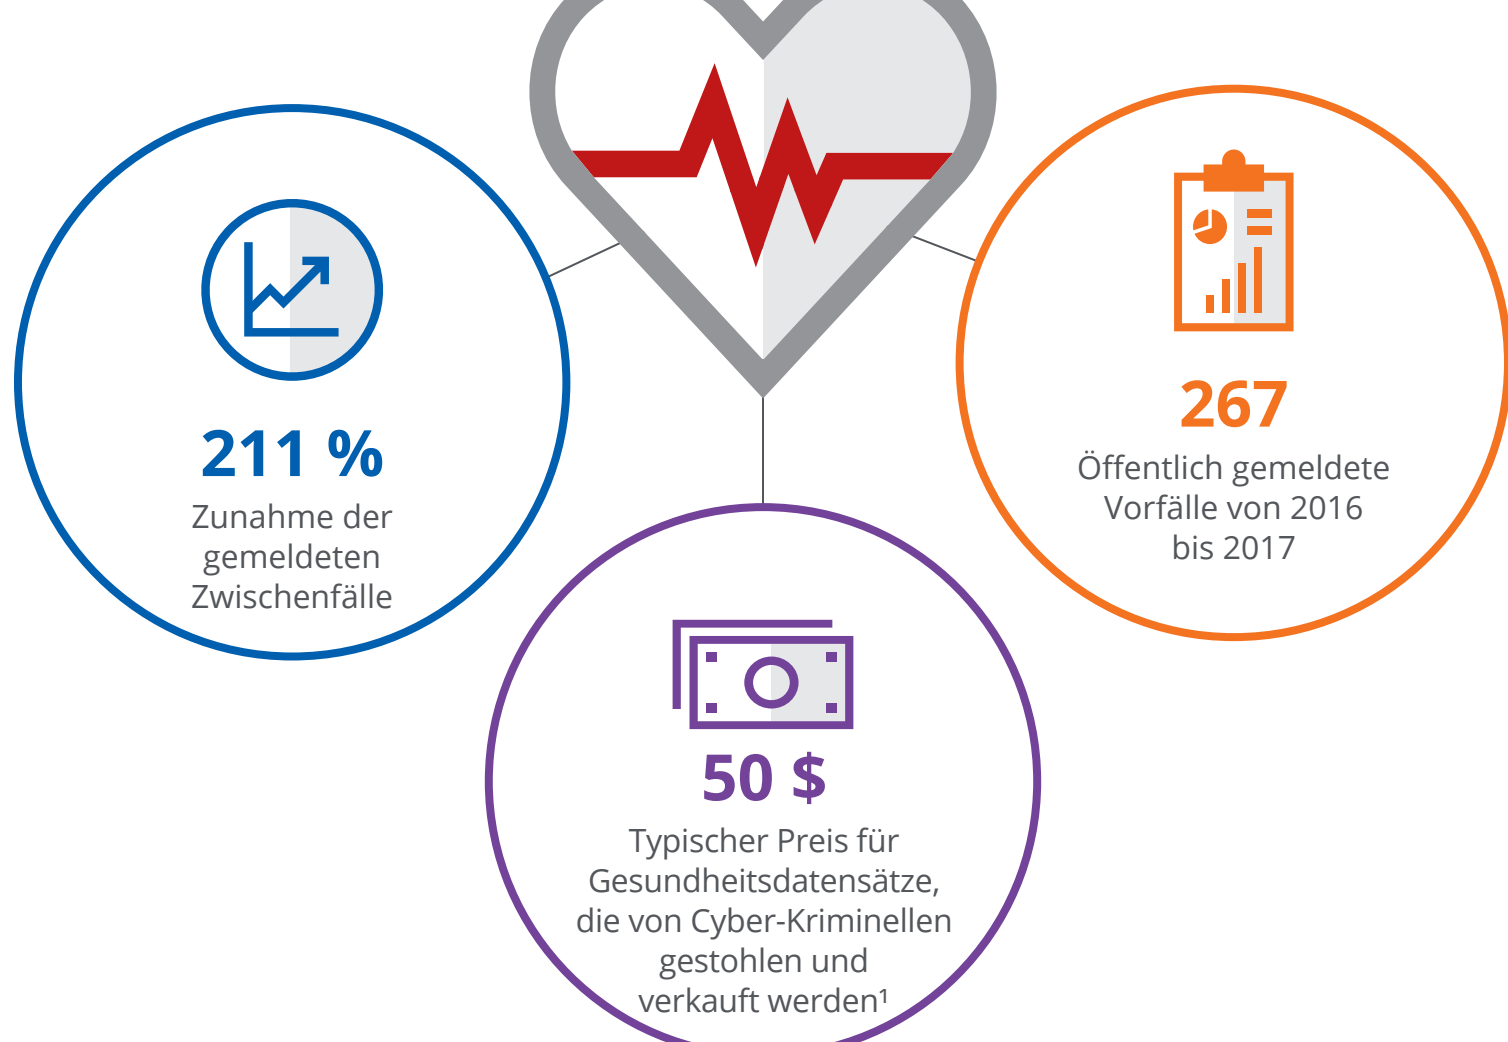 211 %
Zunahme der
gemeldeten
Zwischenfälle
267
Öffentlich gemeldete
Vorfälle von 2016
bis 2017
50 $
Typischer Preis für
Gesundheitsdatensätze,
die von Cyber-Kriminellen
gestohlen und
verkauft werden¹